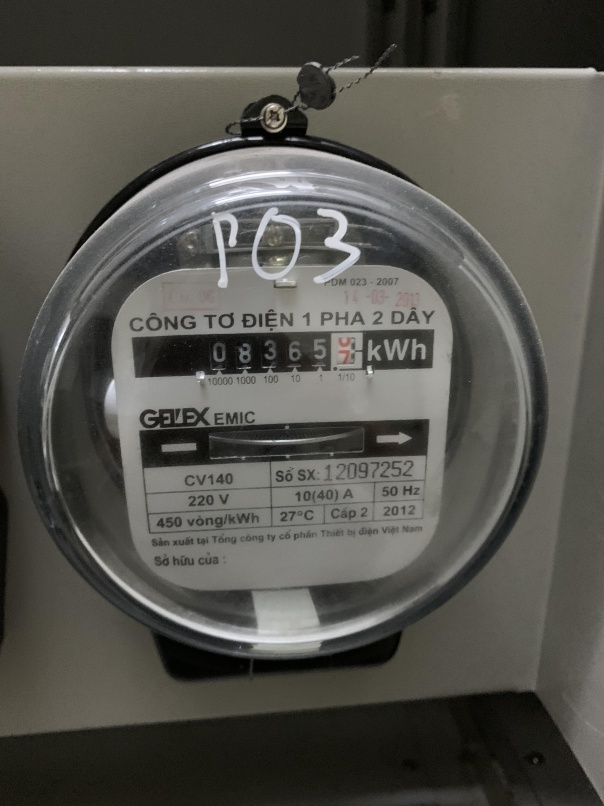 P03
PDM 023 - 2007
14 -03- 2013
CÔNG TƠ ĐIỆN 1 PHA 2 DÂY
0 8 3 6 5 7 kWh
10000 1000 100 10 1 1/10
GELEX EMIC
CV140 Số SX: 12097252
220 V 10(40) A 50 Hz
450 vòng/kWh 27°C Cấp 2 2012
Sản xuất tại Tổng công ty cổ phần Thiết bị điện Việt Nam
Sở hữu của :